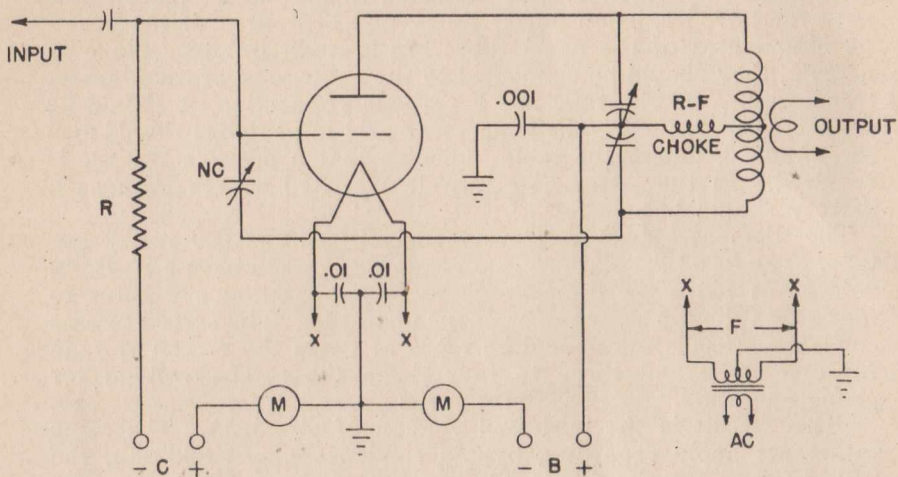 INPUT
.001
R-F
CHOKE
OUTPUT
NC
R
.01 .01
X X
X X
F
M M
AC
- C +
- B +